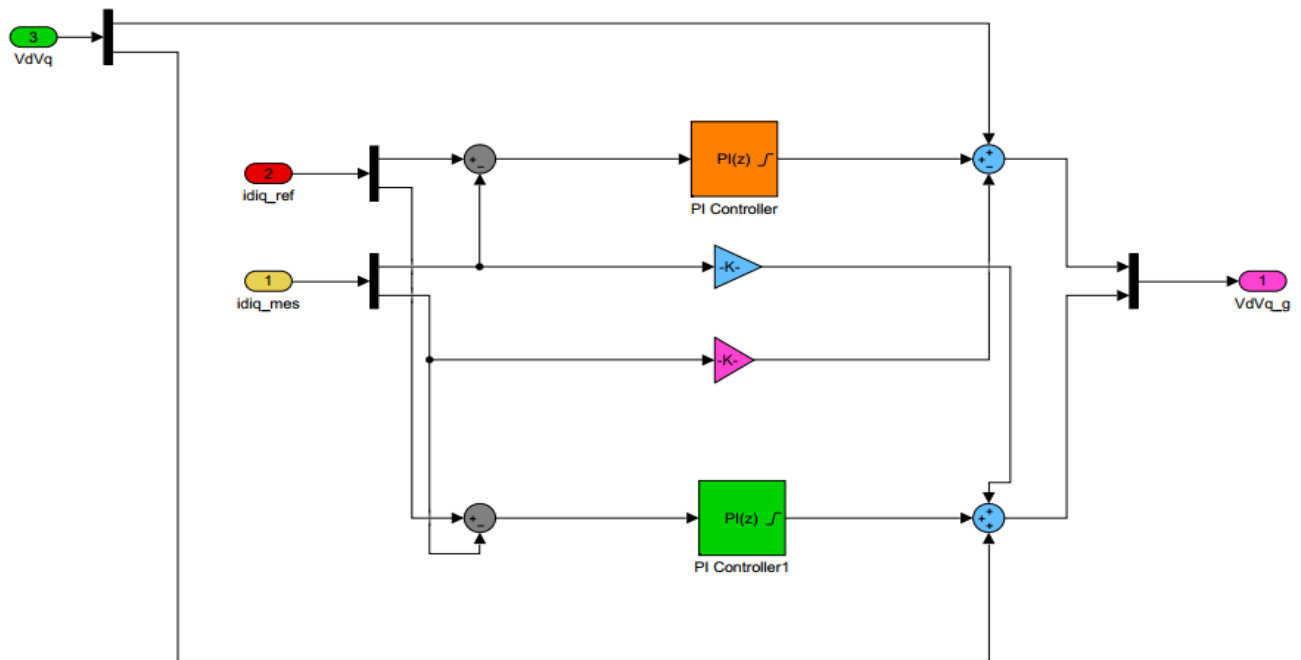 3
VdVq
2
idiq_ref
+
−
PI(z)
PI Controller
+
+
−
1
idiq_mes
-K-
-K-
1
VdVq_g
+
−
PI(z)
PI Controller1
+
+
+